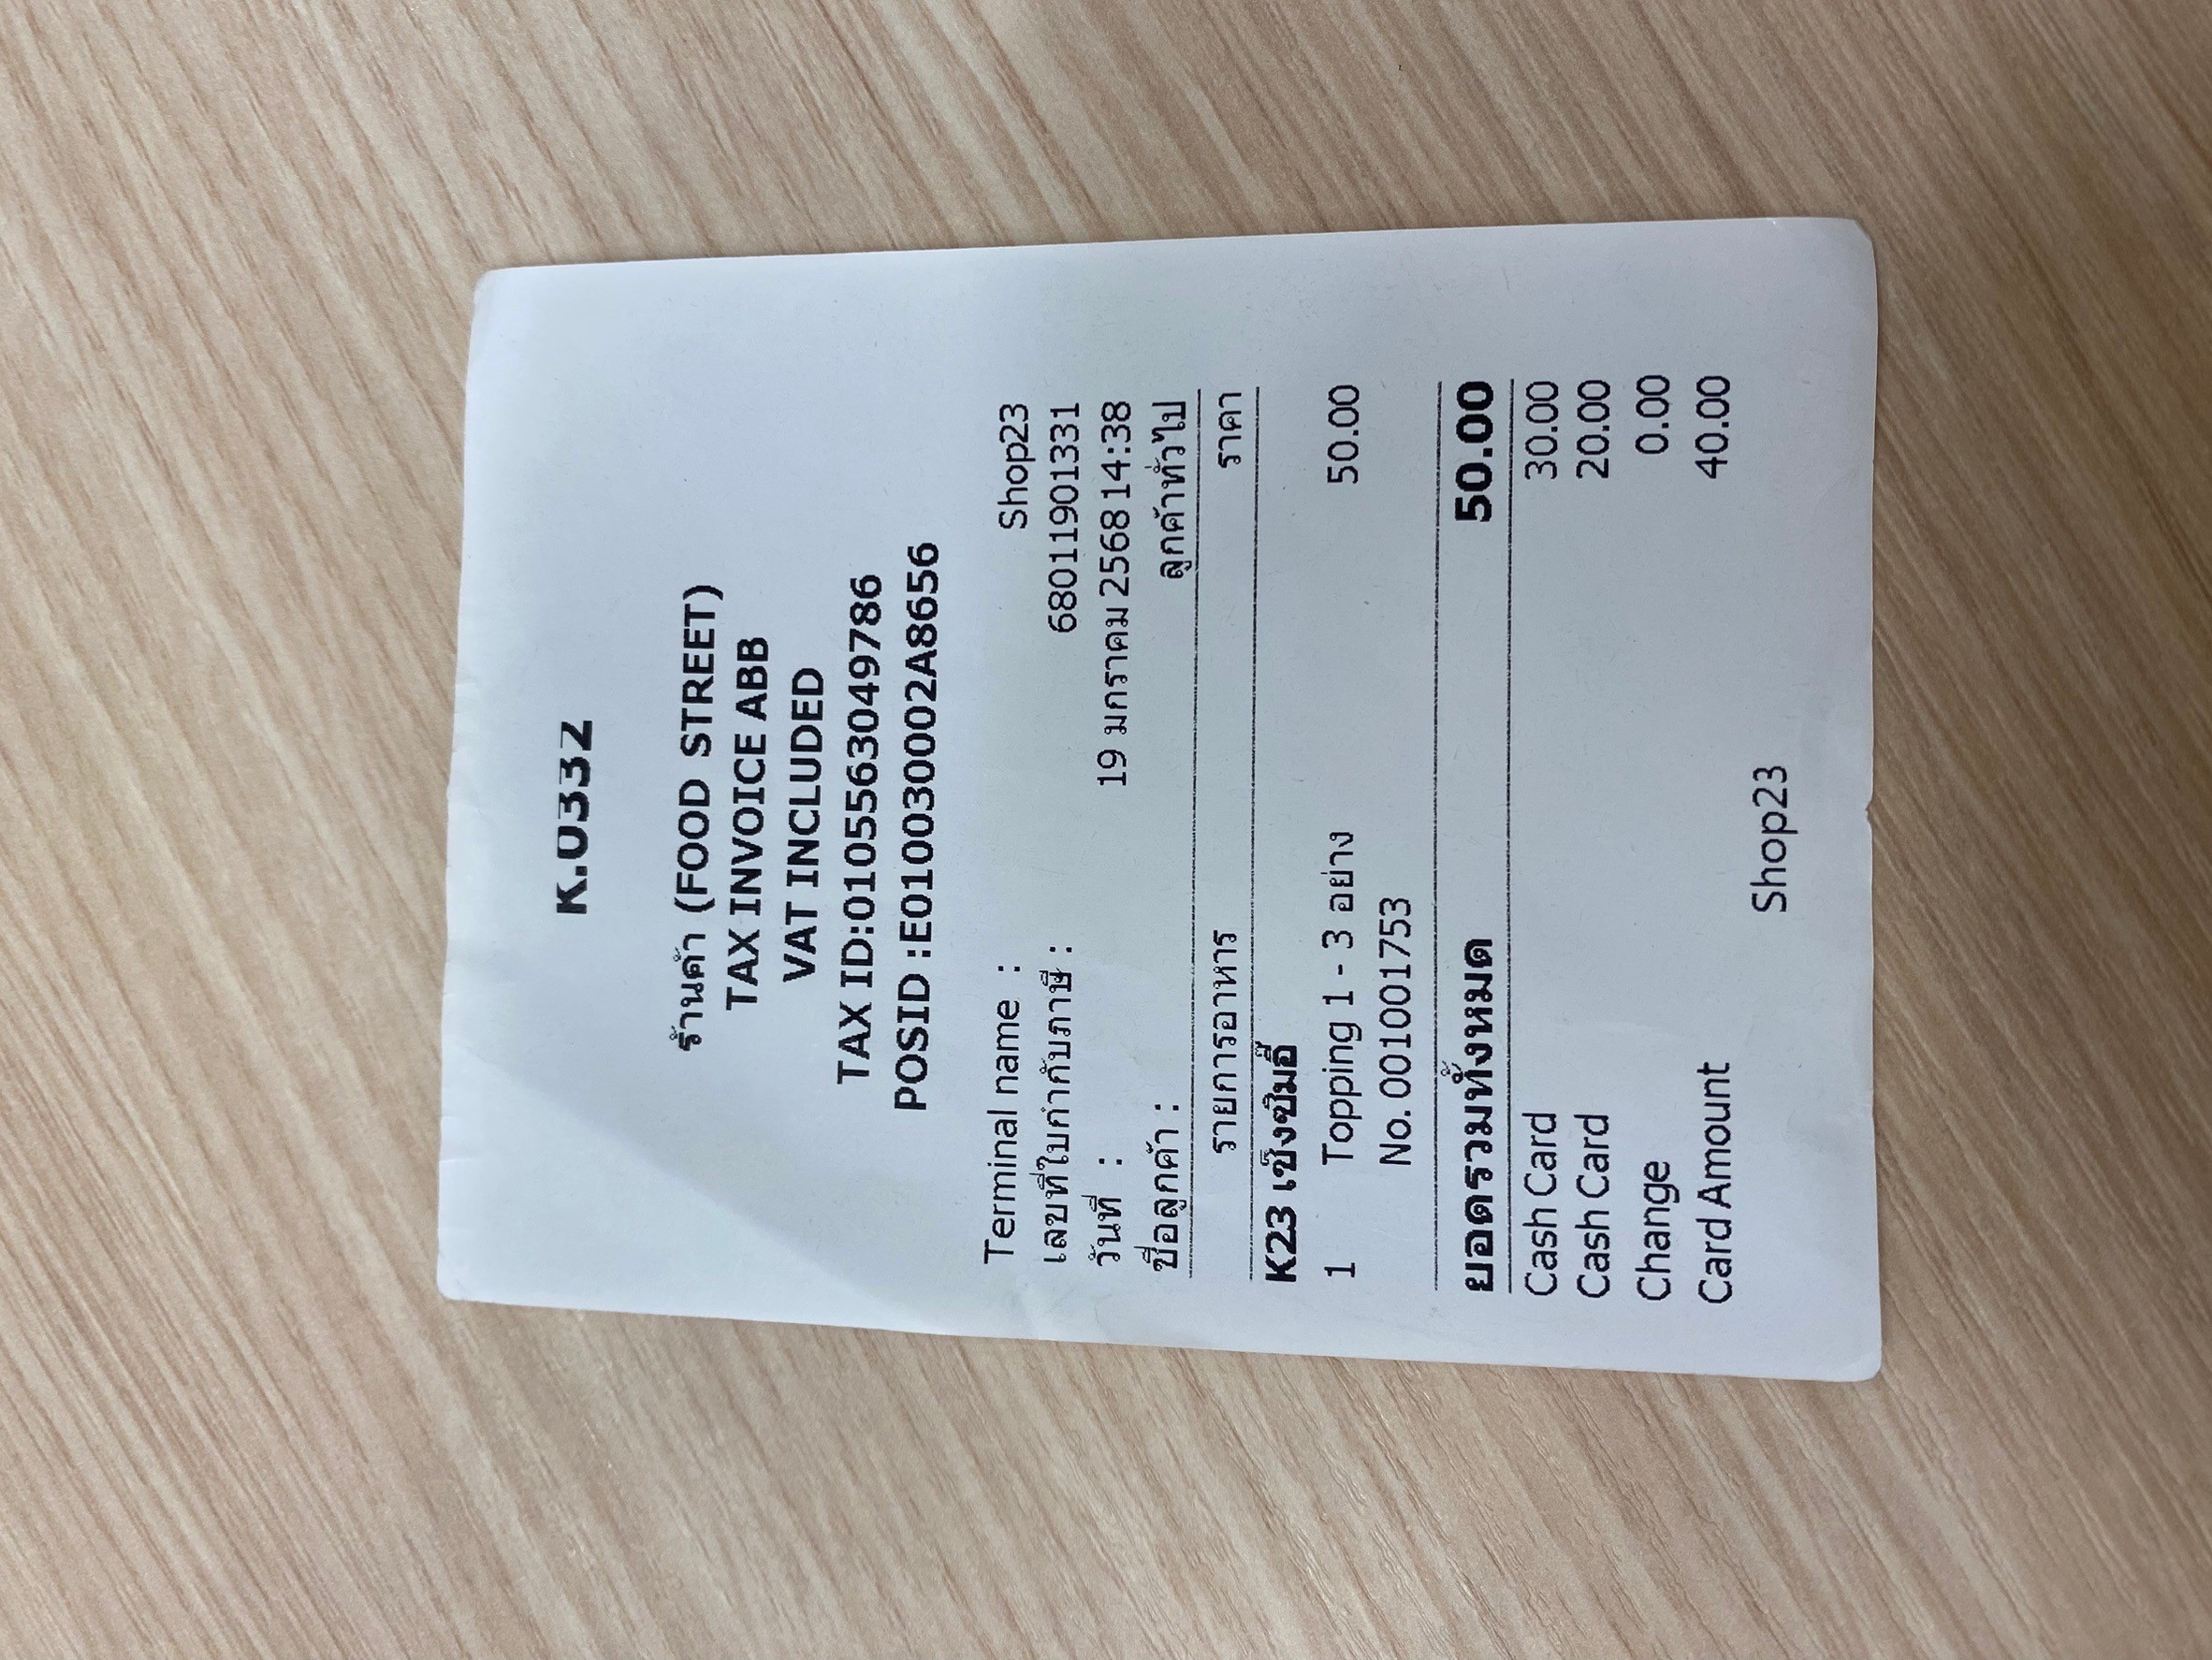 K.0332
ร้านค้า (FOOD STREET)
TAX INVOICE ABB
VAT INCLUDED
TAX ID:0105563049786
POSID :E010030002A8656
Terminal name : Shop23
เลขที่ใบกำกับภาษี : 68011901331
วันที่ : 19 มกราคม 2568 14:38
ชื่อลูกค้า : ลูกค้าทั่วไป
รายการอาหาร ราคา
K23 เช็งซิมอี๊
1 Topping 1 - 3 อย่าง 50.00
No. 001001753
ยอดรวมทั้งหมด 50.00
Cash Card 30.00
Cash Card 20.00
Change 0.00
Card Amount 40.00
Shop23